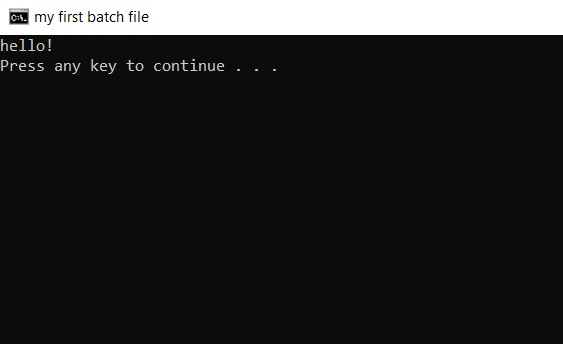 my first batch file
hello!
Press any key to continue . . .